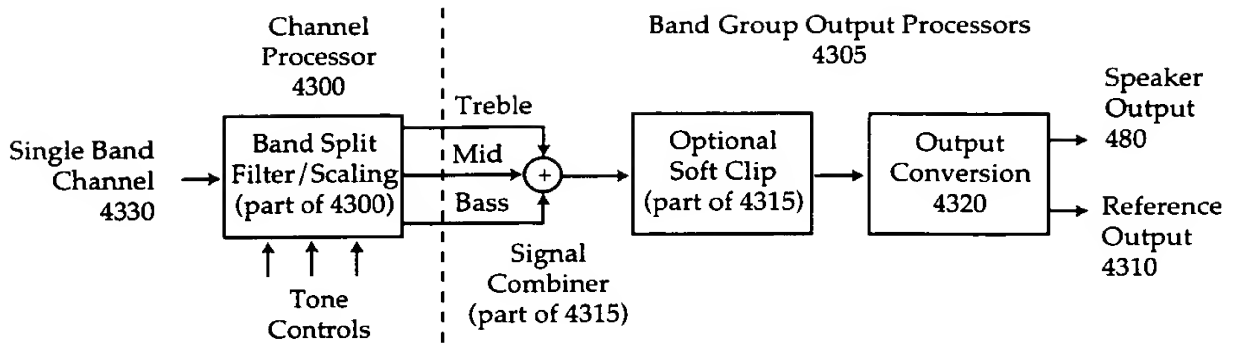 Channel
Processor
4300
Band Group Output Processors
4305
Single Band
Channel
4330
Band Split
Filter/Scaling
(part of 4300)
Tone
Controls
Treble
Mid
Bass
+
Signal
Combiner
(part of 4315)
Optional
Soft Clip
(part of 4315)
Output
Conversion
4320
Speaker
Output
480
Reference
Output
4310